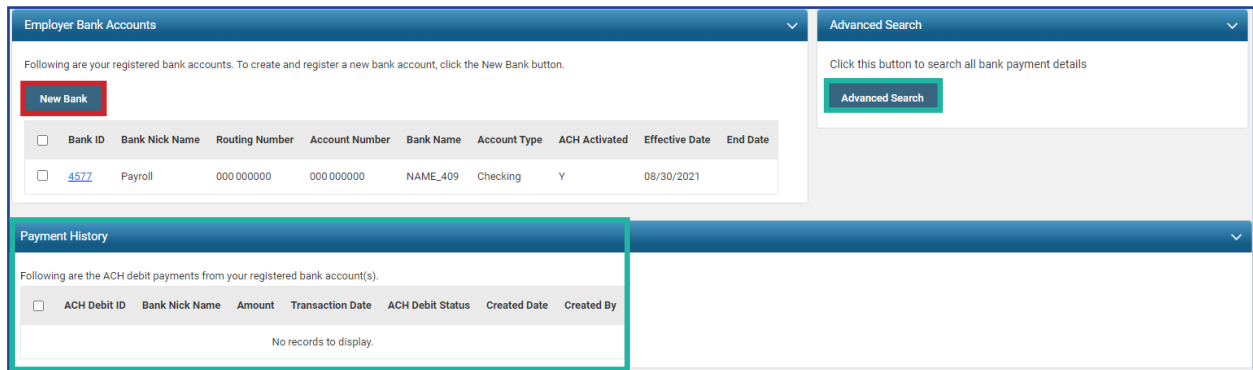 Employer Bank Accounts
Following are your registered bank accounts. To create and register a new bank account, click the New Bank button.
New Bank
Bank ID Bank Nick Name Routing Number Account Number Bank Name Account Type ACH Activated Effective Date End Date
4577 Payroll 000 000000 000 000000 NAME_409 Checking Y 08/30/2021
Advanced Search
Click this button to search all bank payment details
Advanced Search
Payment History
Following are the ACH debit payments from your registered bank account(s).
ACH Debit ID Bank Nick Name Amount Transaction Date ACH Debit Status Created Date Created By
No records to display.